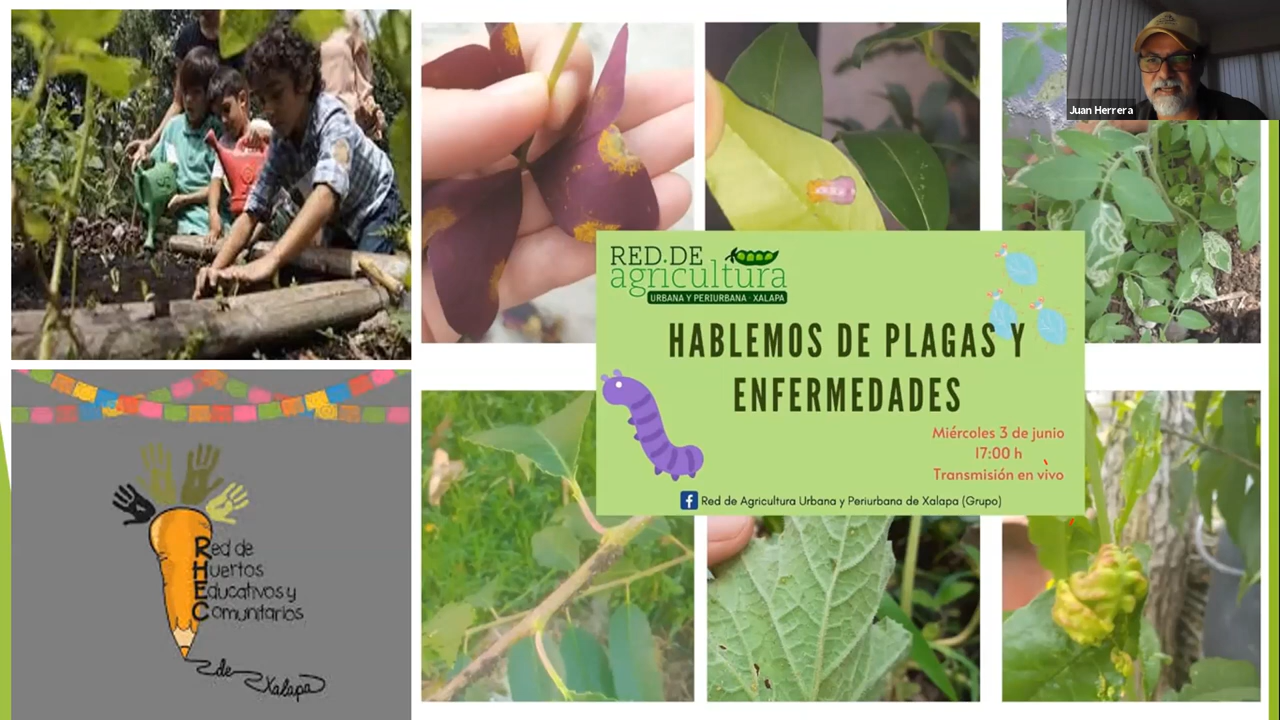 Juan Herrera
RED·DE
agricultura
URBANA Y PERIURBANA · XALAPA
HABLEMOS DE PLAGAS Y
ENFERMEDADES
Miércoles 3 de junio
17:00 h
Transmisión en vivo
f Red de Agricultura Urbana y Periurbana de Xalapa (Grupo)
Red de
Huertos
Educativos y
Comunitarios
de Xalapa